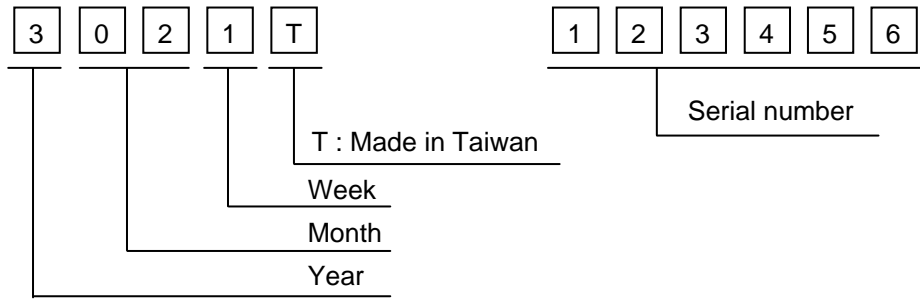 3 0 2 1 T 1 2 3 4 5 6
Serial number
T : Made in Taiwan
Week
Month
Year